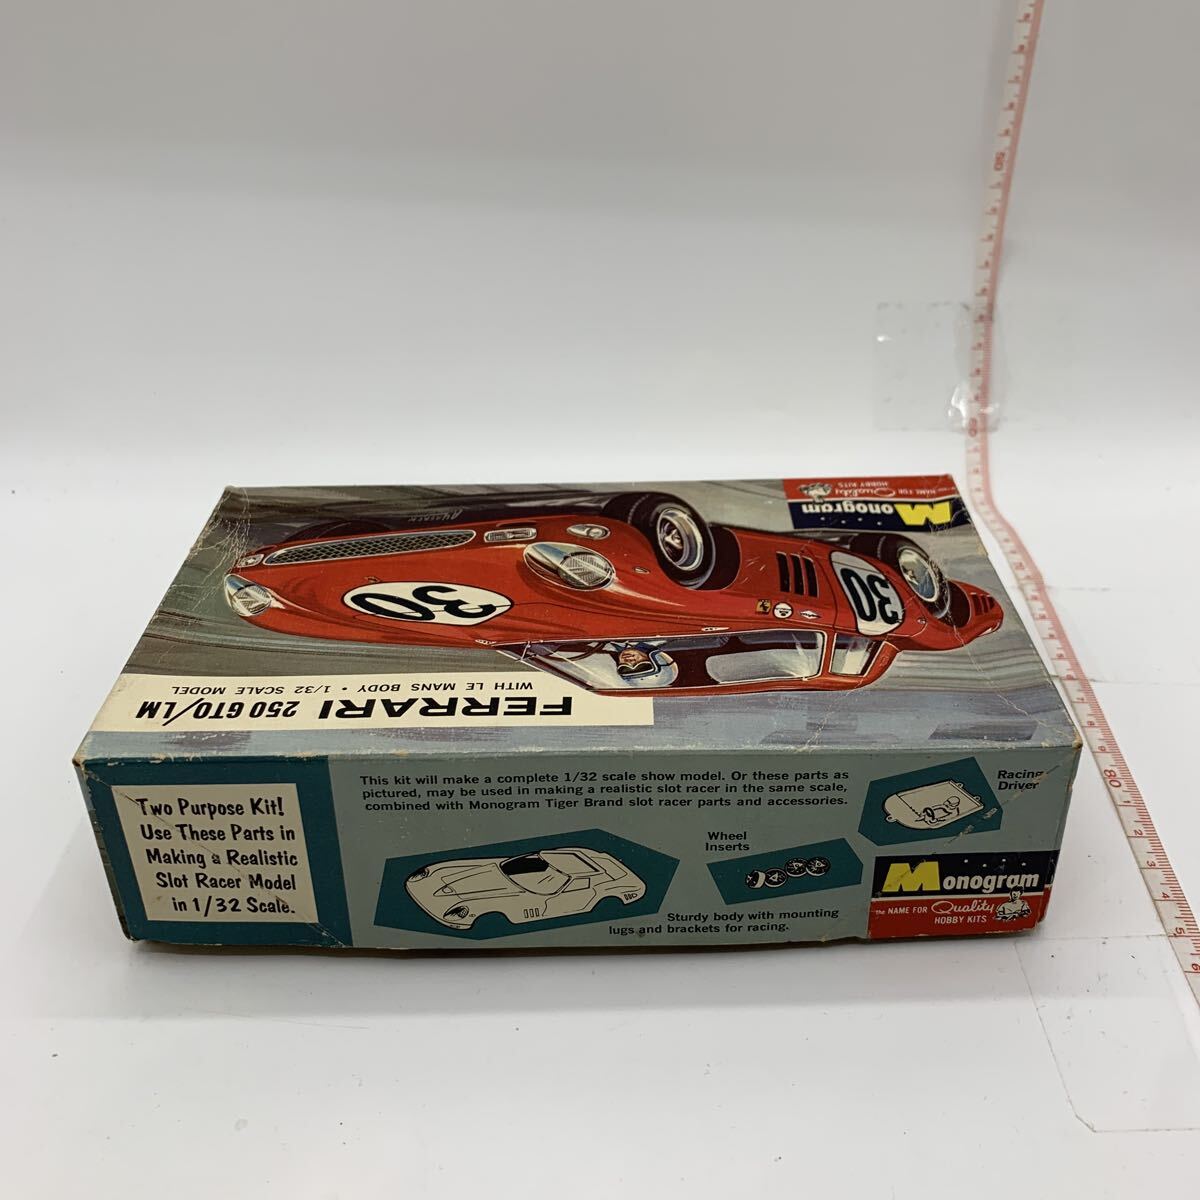 Monogram
NAME FOR Quality
HOBBY KITS
30
30
FERRARI 250 GTO/LM
WITH LE MANS BODY • 1/32 SCALE MODEL
Two Purpose Kit!
Use These Parts in
Making a Realistic
Slot Racer Model
in 1/32 Scale.
This kit will make a complete 1/32 scale show model. Or these parts as
pictured, may be used in making a realistic slot racer in the same scale,
combined with Monogram Tiger Brand slot racer parts and accessories.
Racing
Driver
Wheel
Inserts
Sturdy body with mounting
lugs and brackets for racing.
Monogram
the NAME FOR Quality
HOBBY KITS